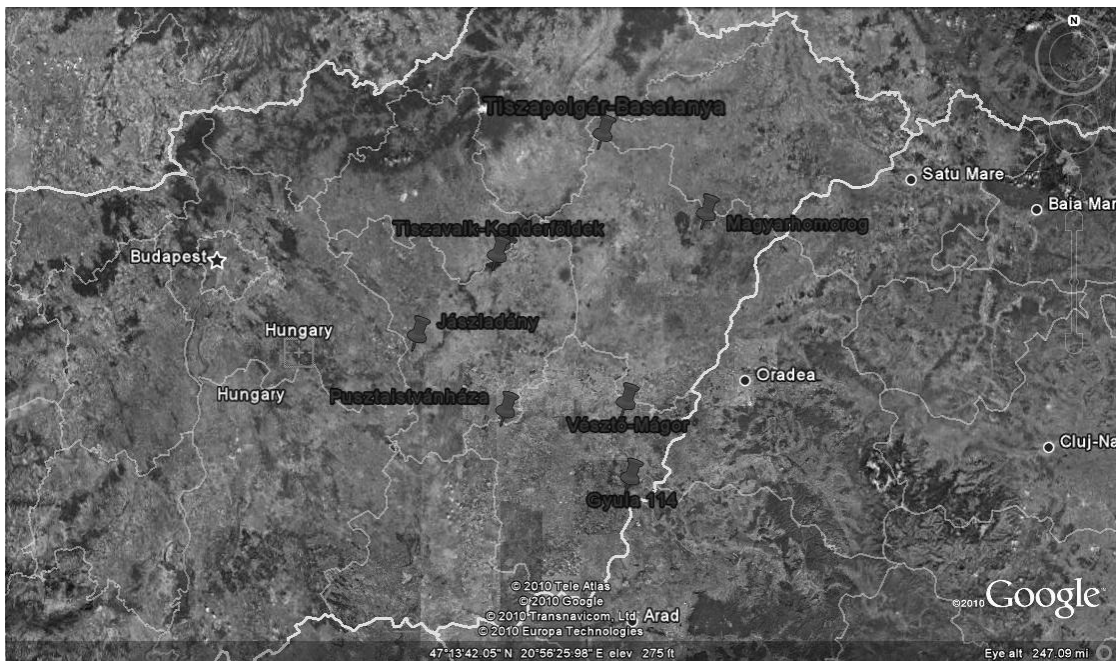 N
Tiszapolgár-Basatanya
Satu Mare
Baia Mar
Magyarhomorog
Tiszavalk-Kenderföldek
Budapest
Hungary
Jászladány
Oradea
Hungary
Pusztaistvánháza
Vésztő-Mágor
Cluj-Na
Gyula 114
© 2010 Tele Atlas
© 2010 Google
© 2010 Transnavicom, Ltd.
Arad
© 2010 Europa Technologies
©2010 Google
47°13'42.05" N 20°56'25.98" E elev 275 ft
Eye alt 247.09 mi